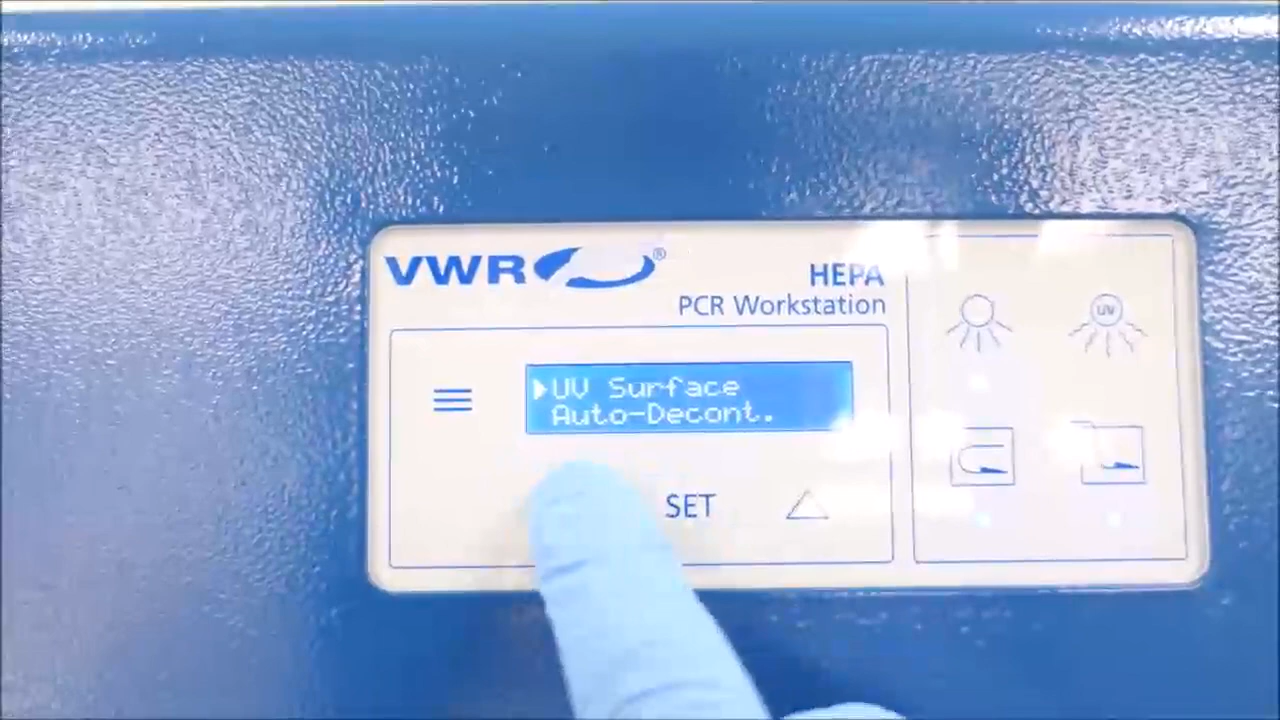 VWR®
HEPA
PCR Workstation
UV Surface
Auto-Decont.
SET
UV